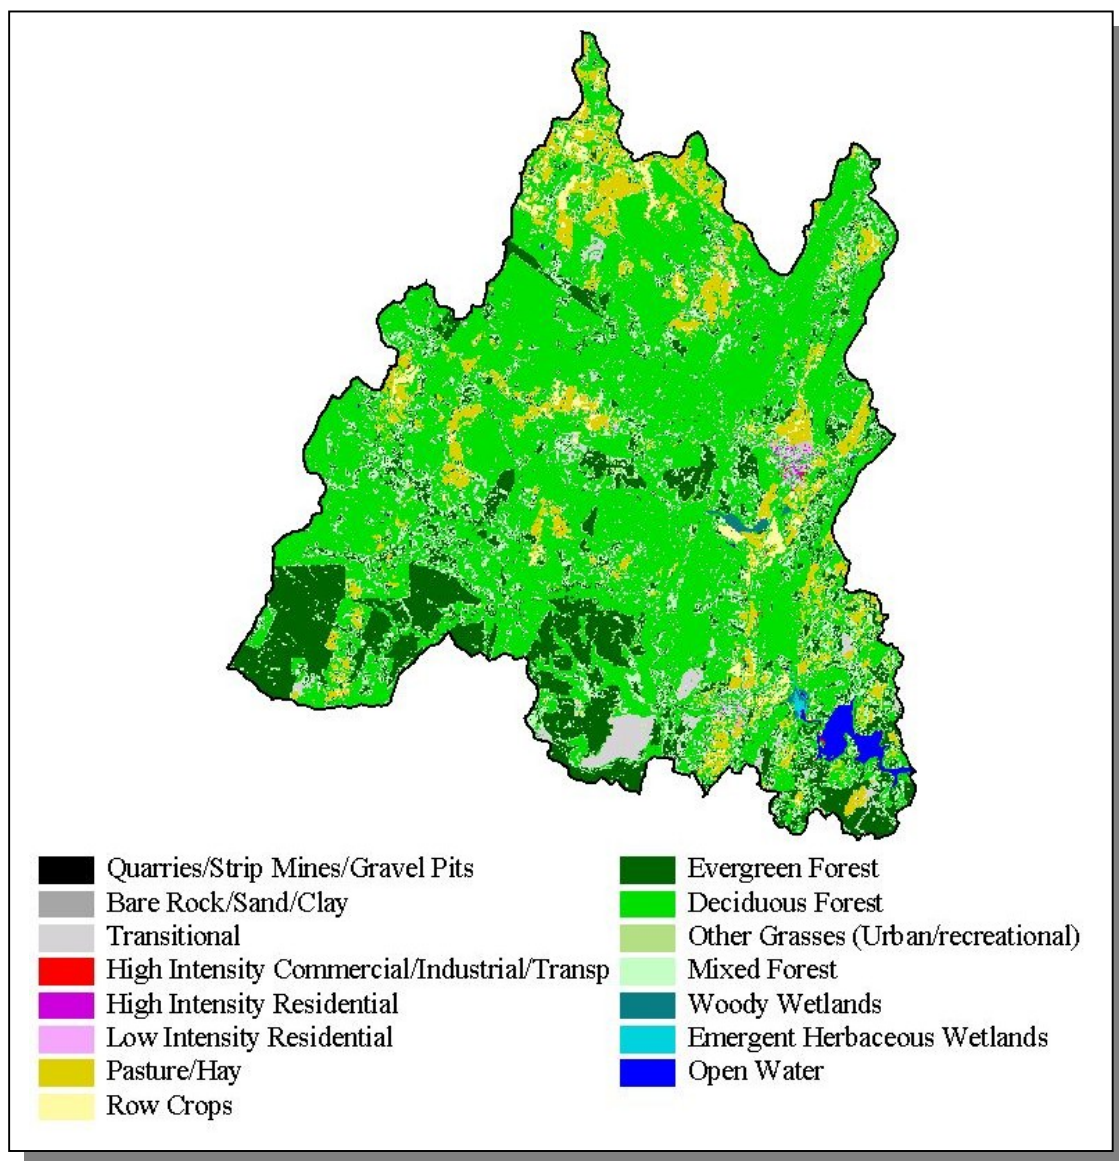 Quarries/Strip Mines/Gravel Pits
Bare Rock/Sand/Clay
Transitional
High Intensity Commercial/Industrial/Transp
High Intensity Residential
Low Intensity Residential
Pasture/Hay
Row Crops
Evergreen Forest
Deciduous Forest
Other Grasses (Urban/recreational)
Mixed Forest
Woody Wetlands
Emergent Herbaceous Wetlands
Open Water